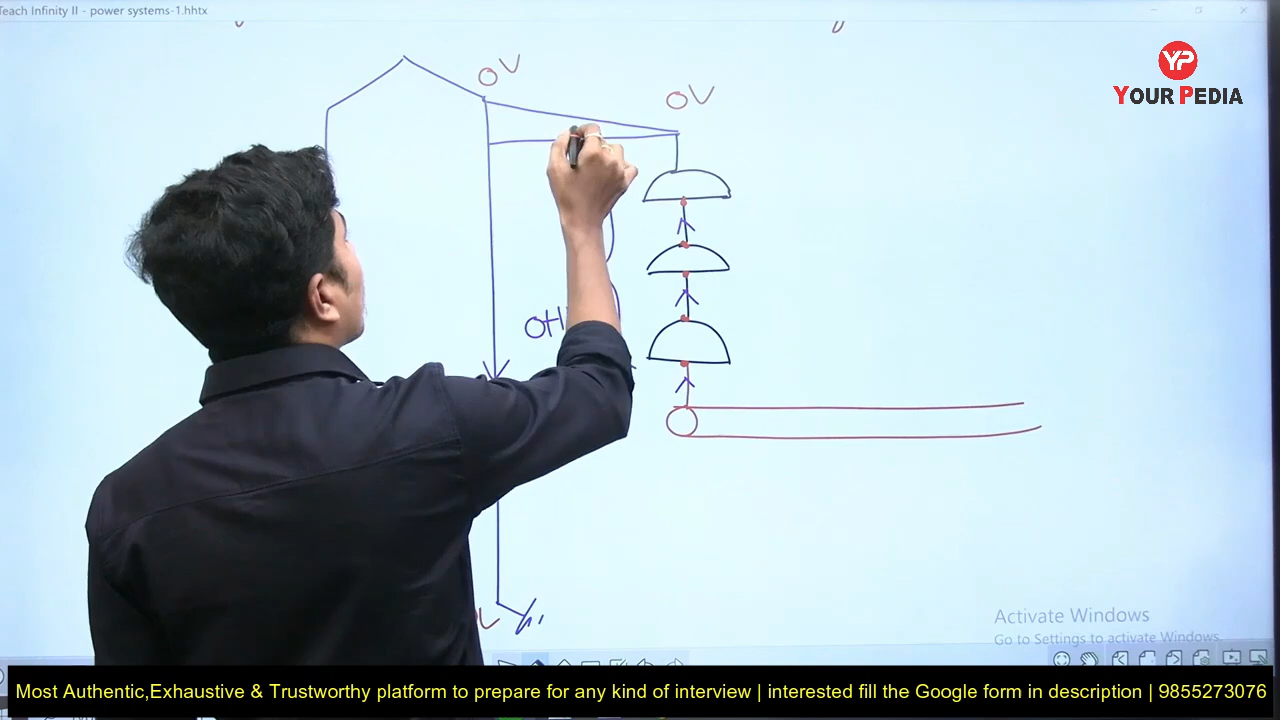 Teach Infinity II - power systems-1.hhtx
YP
YOUR PEDIA
0V
0V
Activate Windows
Go to Settings to activate Windows.
Most Authentic,Exhaustive & Trustworthy platform to prepare for any kind of interview | interested fill the Google form in description | 9855273076